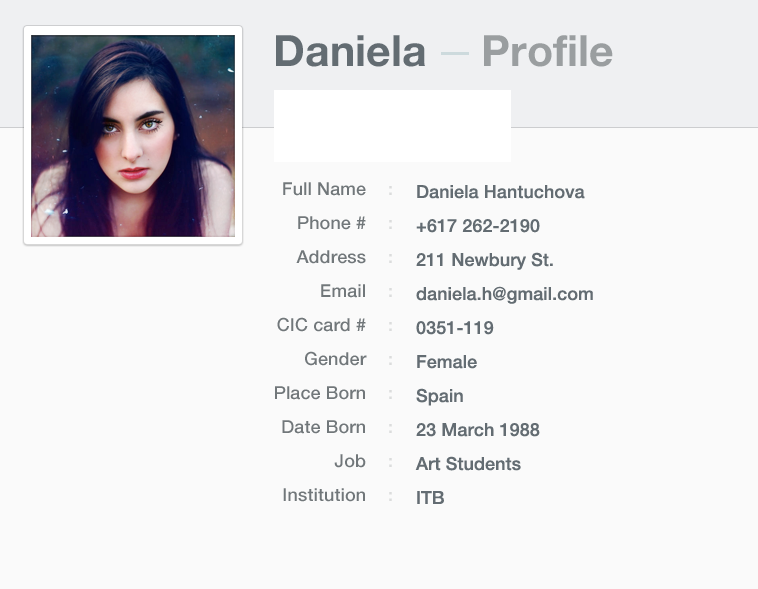 Daniela — Profile
Full Name : Daniela Hantuchova
Phone # : +617 262-2190
Address : 211 Newbury St.
Email : daniela.h@gmail.com
CIC card # : 0351-119
Gender : Female
Place Born : Spain
Date Born : 23 March 1988
Job : Art Students
Institution : ITB